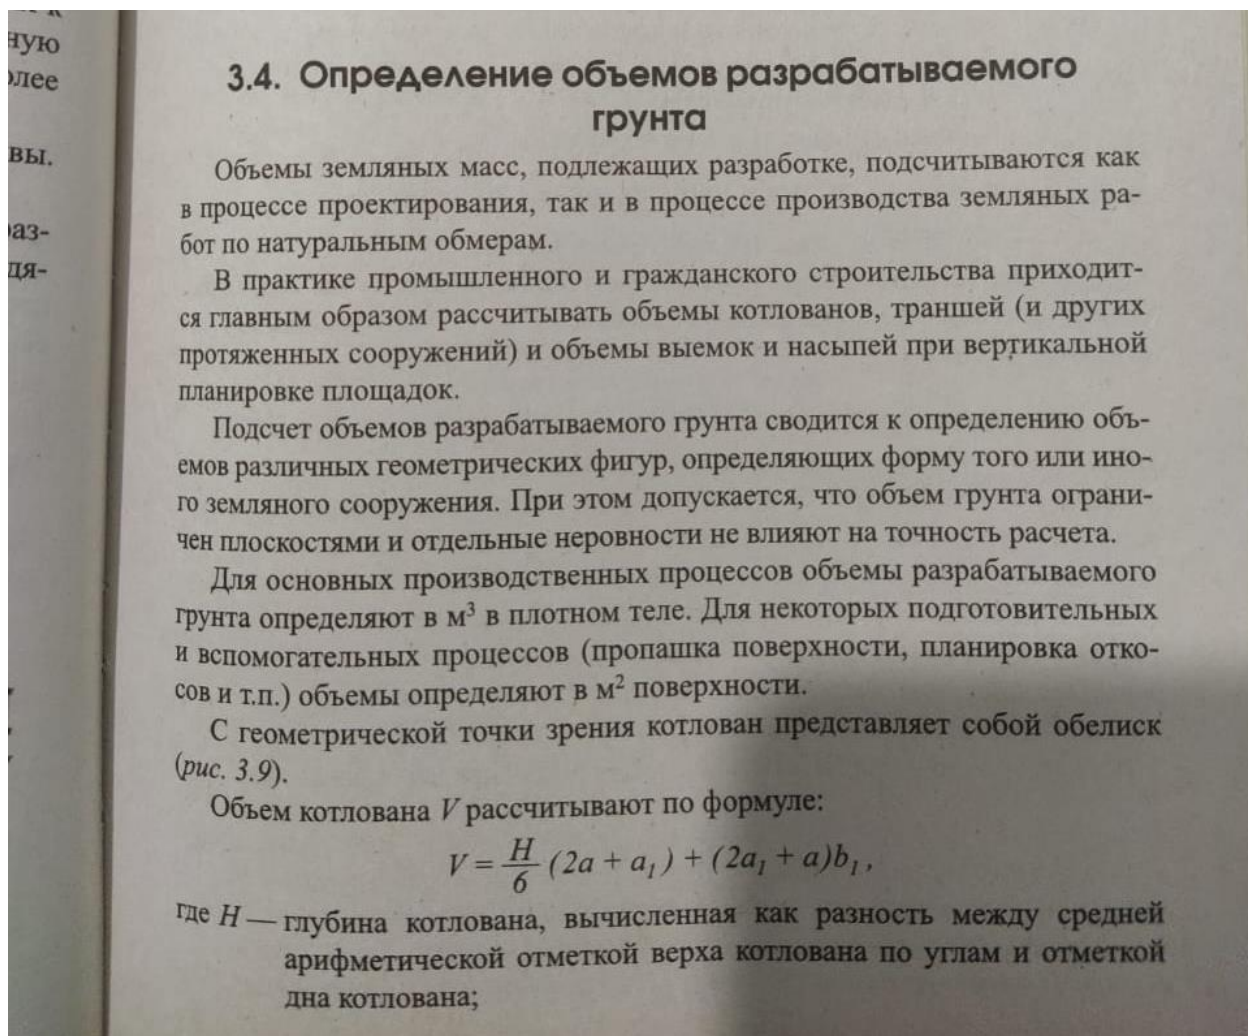 ную
олее
вы.
аз-
дя-
3.4. Определение объемов разрабатываемого
грунта
Объемы земляных масс, подлежащих разработке, подсчитываются как
в процессе проектирования, так и в процессе производства земляных ра-
бот по натуральным обмерам.
В практике промышленного и гражданского строительства приходит-
ся главным образом рассчитывать объемы котлованов, траншей (и других
протяженных сооружений) и объемы выемок и насыпей при вертикальной
планировке площадок.
Подсчет объемов разрабатываемого грунта сводится к определению объ-
емов различных геометрических фигур, определяющих форму того или ино-
го земляного сооружения. При этом допускается, что объем грунта ограни-
чен плоскостями и отдельные неровности не влияют на точность расчета.
Для основных производственных процессов объемы разрабатываемого
грунта определяют в м³ в плотном теле. Для некоторых подготовительных
и вспомогательных процессов (пропашка поверхности, планировка отко-
сов и т.п.) объемы определяют в м² поверхности.
С геометрической точки зрения котлован представляет собой обелиск
(рис. 3.9).
Объем котлована V рассчитывают по формуле:
V = H/6 (2a + a₁) + (2a₁ + a)b₁,
где H — глубина котлована, вычисленная как разность между средней
арифметической отметкой верха котлована по углам и отметкой
дна котлована;